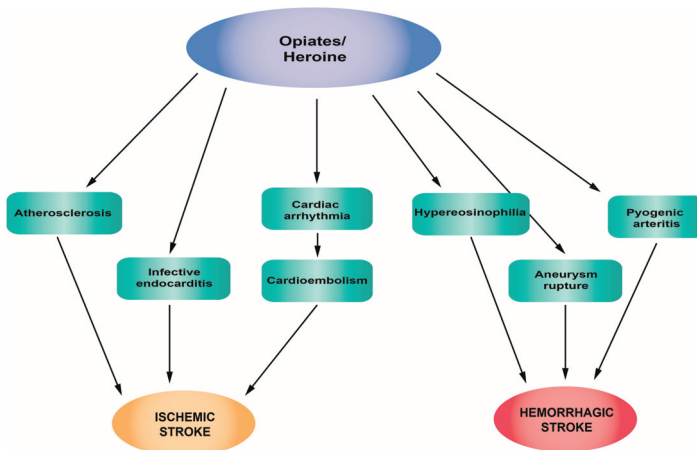 Opiates/
Heroine
Atherosclerosis
Cardiac
arrhythmia
Hypereosinophilia
Pyogenic
arteritis
Infective
endocarditis
Cardioembolism
Aneurysm
rupture
ISCHEMIC
STROKE
HEMORRHAGIC
STROKE